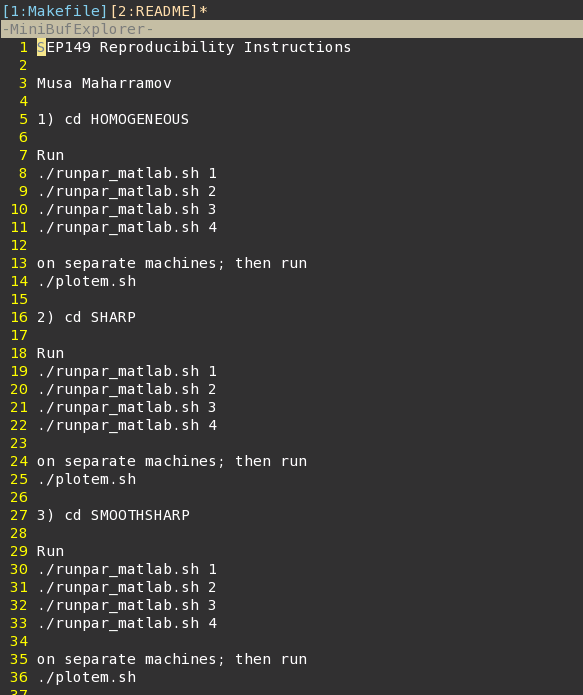 [1:Makefile][2:README]*
-MiniBufExplorer-
1 SEP149 Reproducibility Instructions
2
3 Musa Maharramov
4
5 1) cd HOMOGENEOUS
6
7 Run
8 ./runpar_matlab.sh 1
9 ./runpar_matlab.sh 2
10 ./runpar_matlab.sh 3
11 ./runpar_matlab.sh 4
12
13 on separate machines; then run
14 ./plotem.sh
15
16 2) cd SHARP
17
18 Run
19 ./runpar_matlab.sh 1
20 ./runpar_matlab.sh 2
21 ./runpar_matlab.sh 3
22 ./runpar_matlab.sh 4
23
24 on separate machines; then run
25 ./plotem.sh
26
27 3) cd SMOOTHSHARP
28
29 Run
30 ./runpar_matlab.sh 1
31 ./runpar_matlab.sh 2
32 ./runpar_matlab.sh 3
33 ./runpar_matlab.sh 4
34
35 on separate machines; then run
36 ./plotem.sh
37